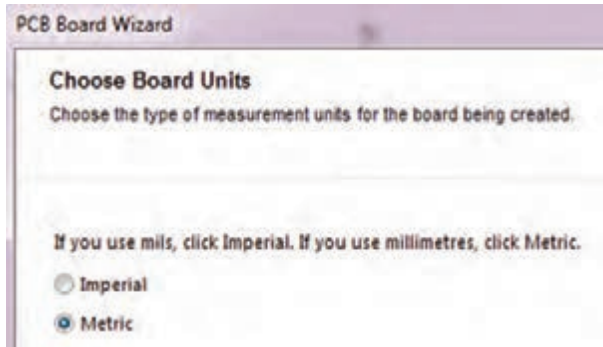 PCB Board Wizard
Choose Board Units
Choose the type of measurement units for the board being created.
If you use mils, click Imperial. If you use millimetres, click Metric.
Imperial
Metric